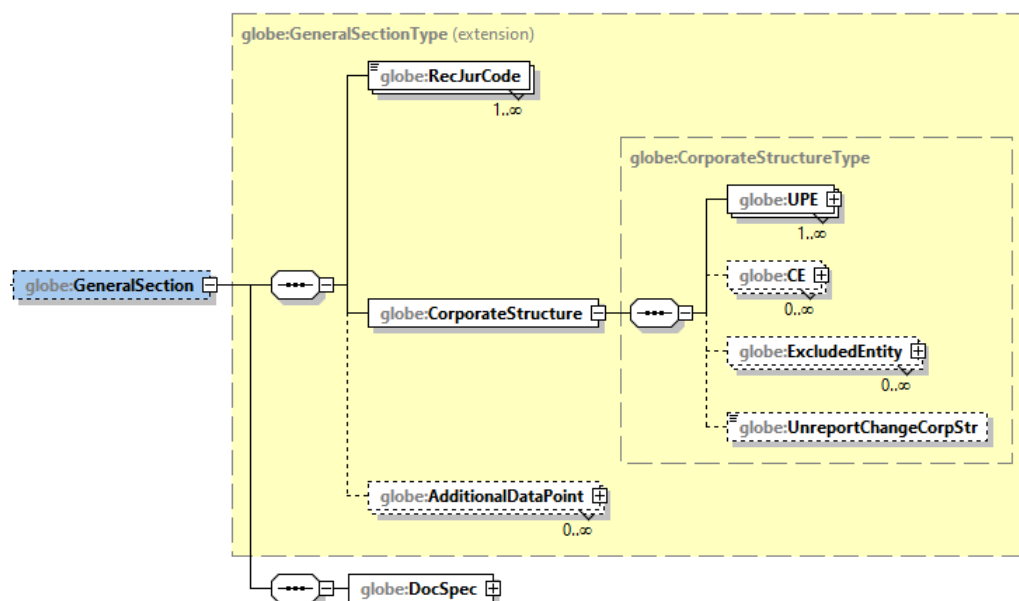 globe:GeneralSectionType (extension)
globe:RecJurCode
1..∞
globe:CorporateStructureType
globe:UPE
1..∞
globe:GeneralSection
globe:CE
0..∞
globe:CorporateStructure
globe:ExcludedEntity
0..∞
globe:UnreportChangeCorpStr
globe:AdditionalDataPoint
0..∞
globe:DocSpec